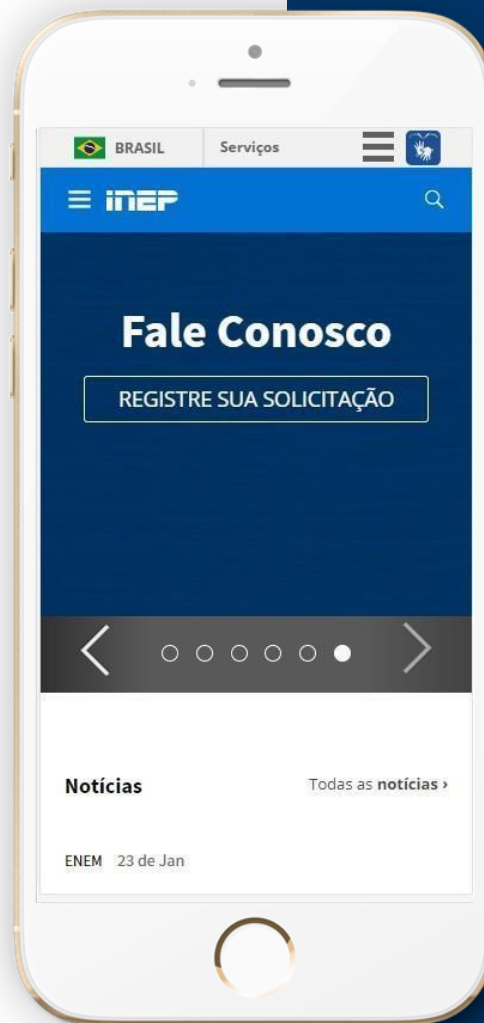 BRASIL Serviços
inep
Fale Conosco
REGISTRE SUA SOLICITAÇÃO
Notícias Todas as notícias ›
ENEM 23 de Jan